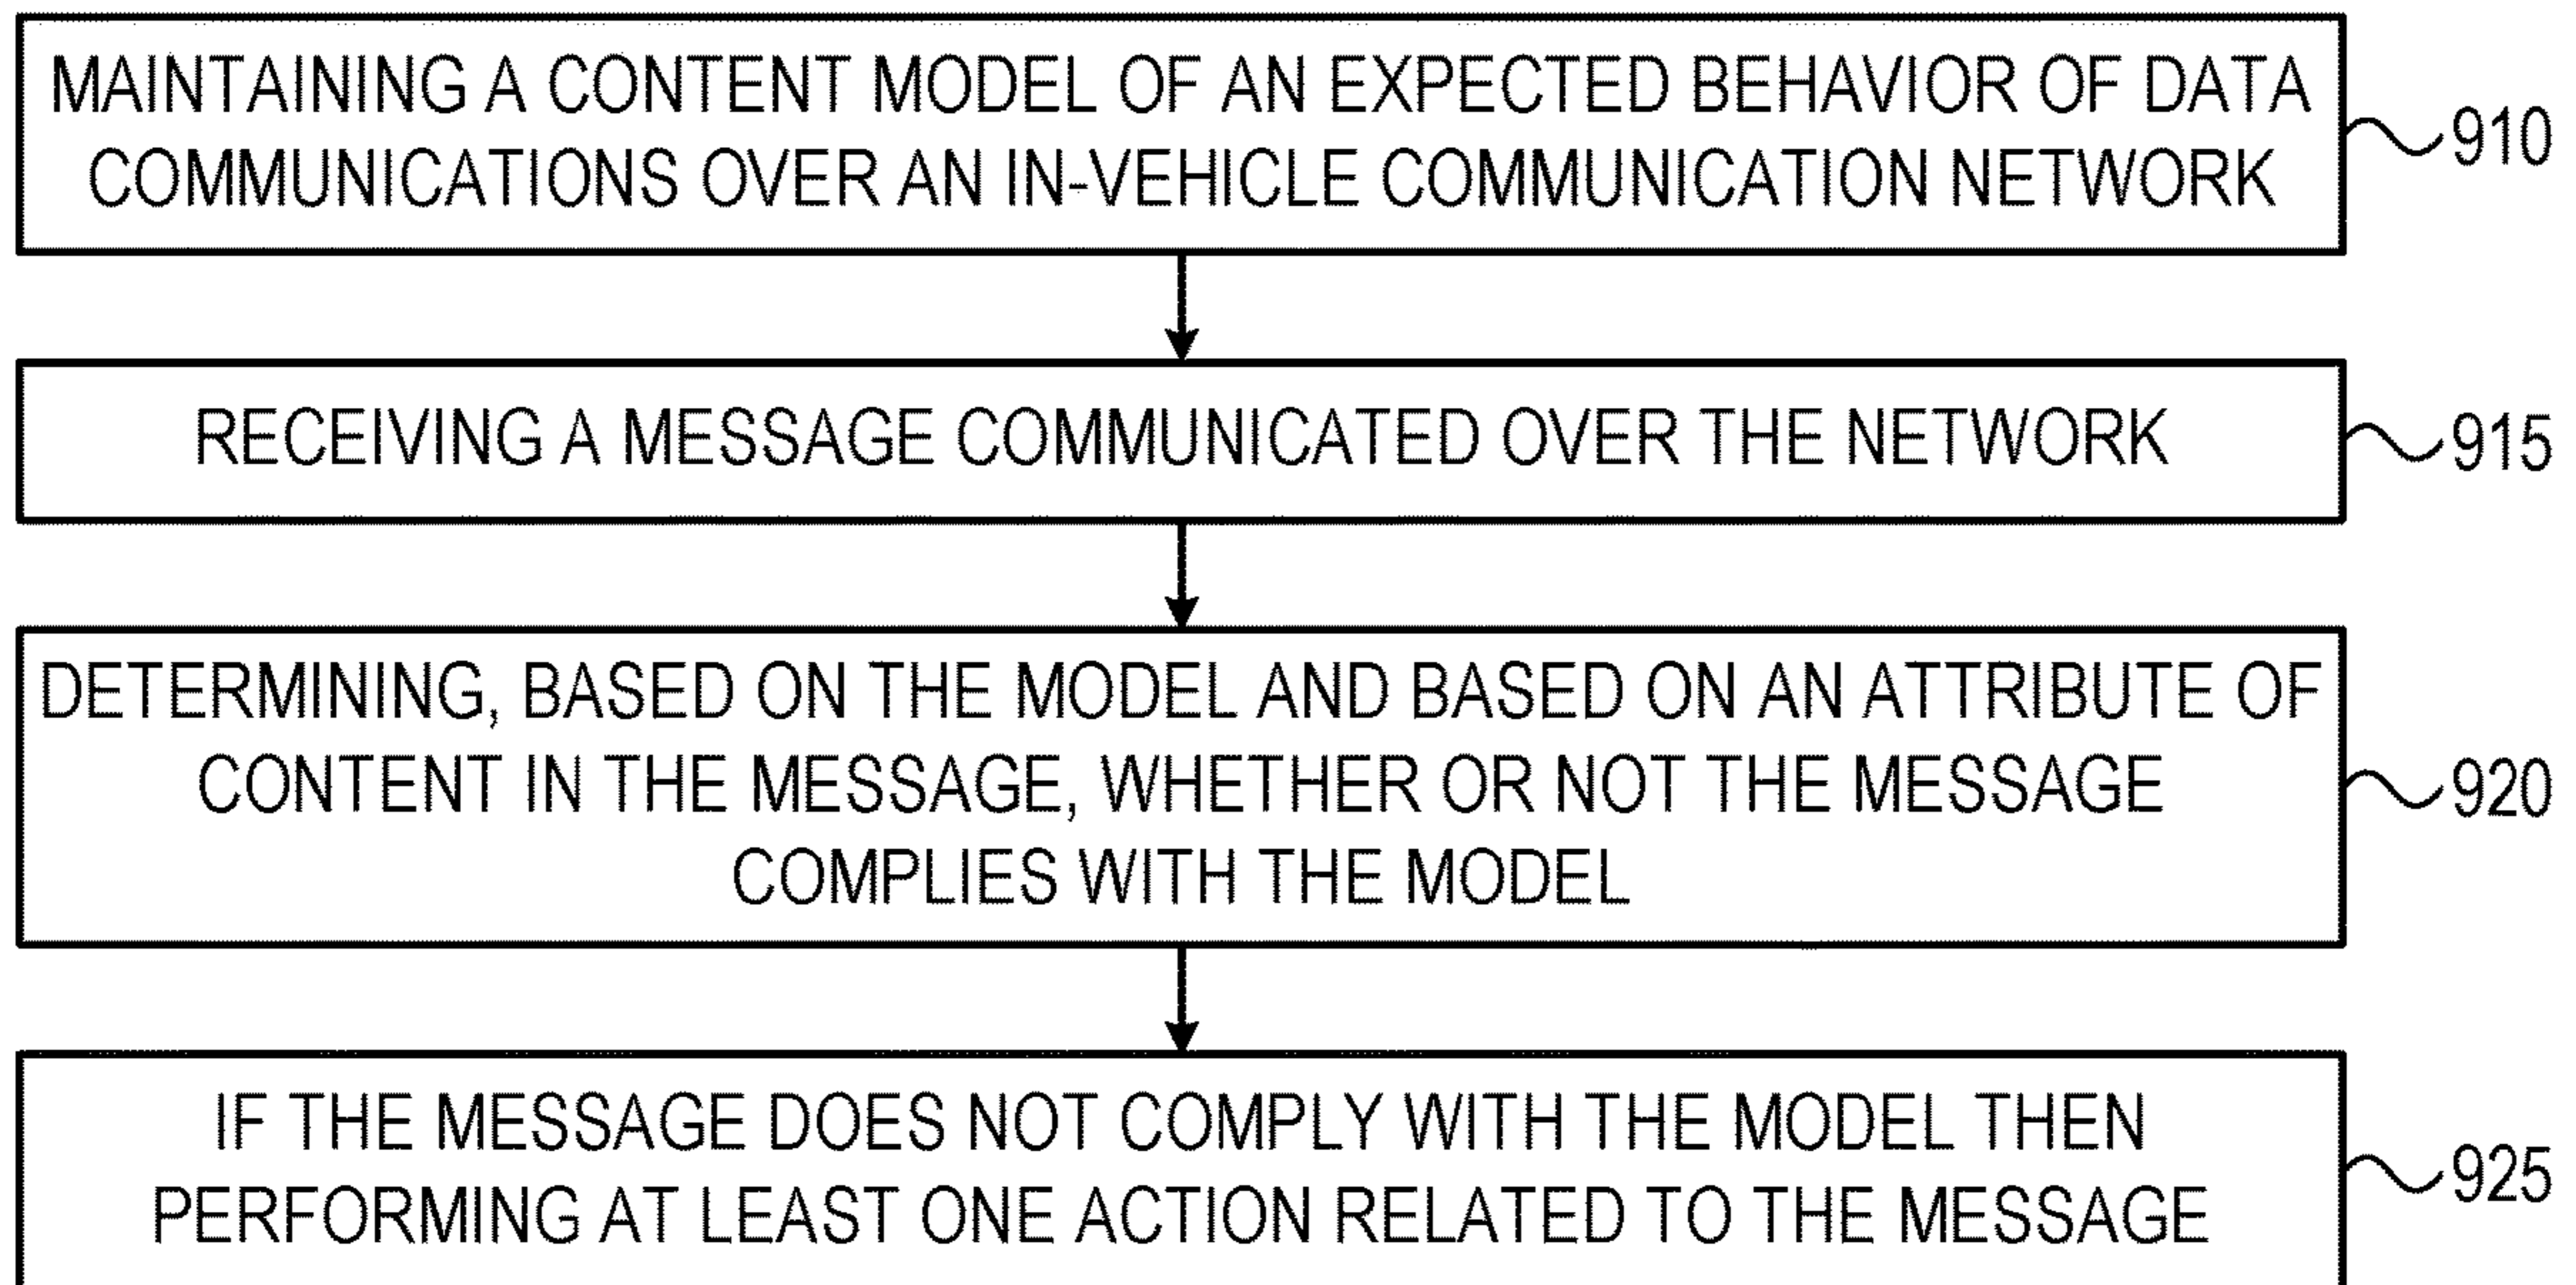 MAINTAINING A CONTENT MODEL OF AN EXPECTED BEHAVIOR OF DATA
COMMUNICATIONS OVER AN IN-VEHICLE COMMUNICATION NETWORK
910
RECEIVING A MESSAGE COMMUNICATED OVER THE NETWORK
915
DETERMINING, BASED ON THE MODEL AND BASED ON AN ATTRIBUTE OF
CONTENT IN THE MESSAGE, WHETHER OR NOT THE MESSAGE
COMPLIES WITH THE MODEL
920
IF THE MESSAGE DOES NOT COMPLY WITH THE MODEL THEN
PERFORMING AT LEAST ONE ACTION RELATED TO THE MESSAGE
925